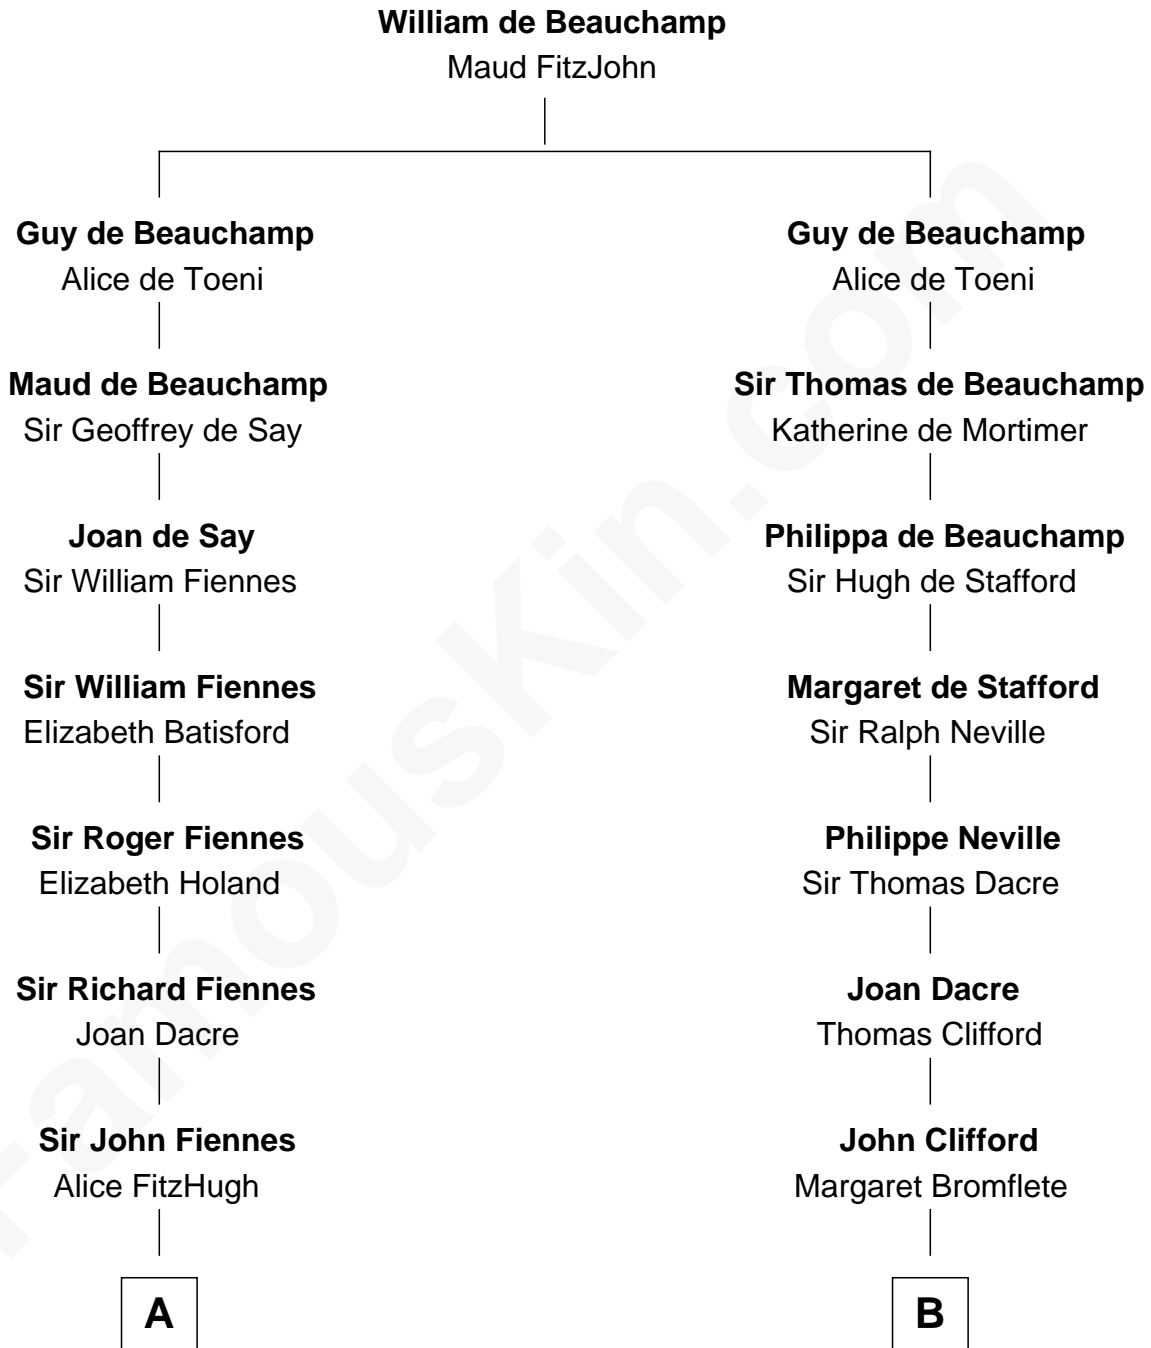 William de Beauchamp
Maud FitzJohn
Guy de Beauchamp
Alice de Toeni
Guy de Beauchamp
Alice de Toeni
Maud de Beauchamp
Sir Geoffrey de Say
Sir Thomas de Beauchamp
Katherine de Mortimer
Joan de Say
Sir William Fiennes
Philippa de Beauchamp
Sir Hugh de Stafford
Sir William Fiennes
Elizabeth Batisford
Margaret de Stafford
Sir Ralph Neville
Sir Roger Fiennes
Elizabeth Holand
Philippe Neville
Sir Thomas Dacre
Sir Richard Fiennes
Joan Dacre
Joan Dacre
Thomas Clifford
Sir John Fiennes
Alice FitzHugh
John Clifford
Margaret Bromflete
A
B
FamousKin.com